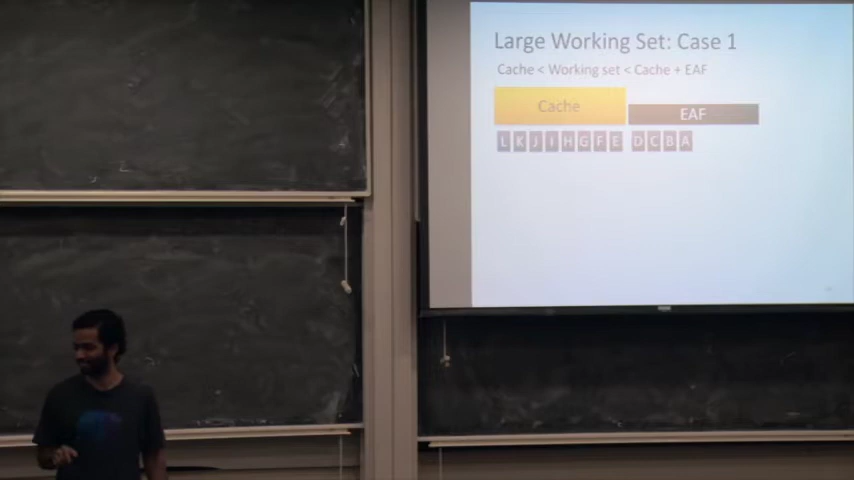 Large Working Set: Case 1
Cache < Working set < Cache + EAF
Cache
EAF
L K J I H G F E D C B A